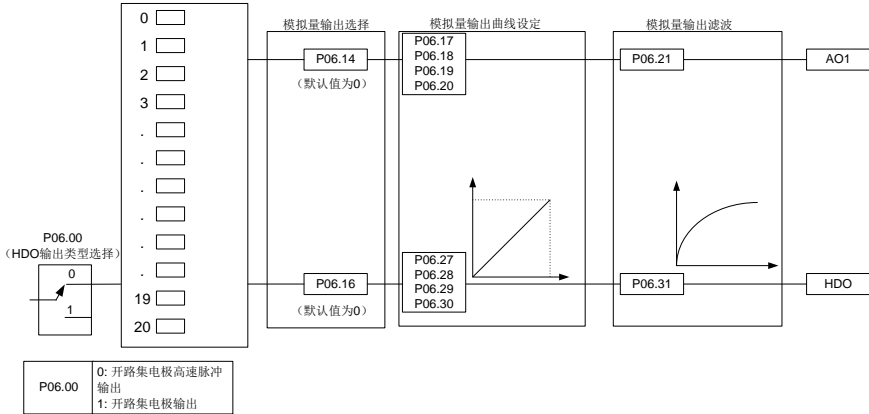 模拟量输出选择
模拟量输出曲线设定
模拟量输出滤波
0
1
2
3
.
.
.
.
.
.
19
20
P06.14
（默认值为0）
P06.17
P06.18
P06.19
P06.20
P06.21
AO1
P06.00
（HDO输出类型选择）
0
1
P06.16
（默认值为0）
P06.27
P06.28
P06.29
P06.30
P06.31
HDO
P06.00
0: 开路集电极高速脉冲
输出
1: 开路集电极输出